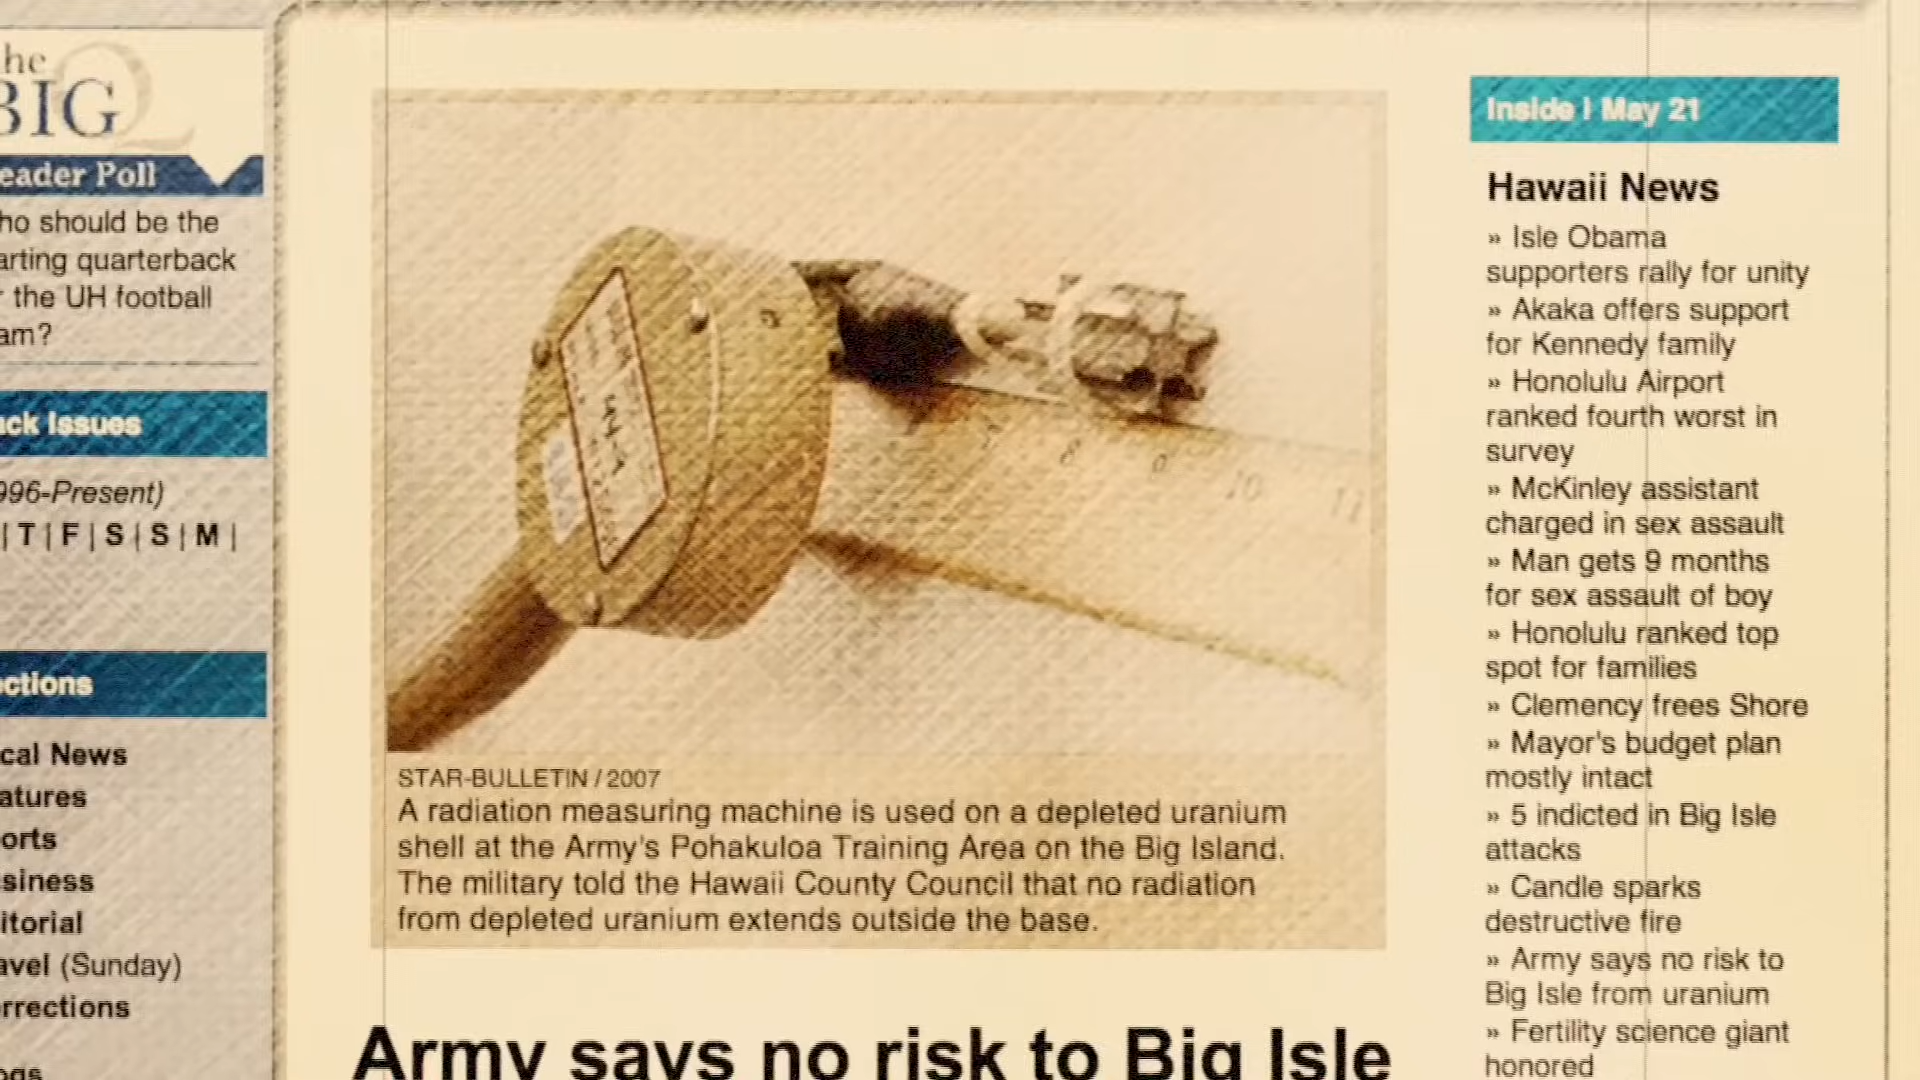 he
BIG
eader Poll
ho should be the
arting quarterback
r the UH football
am?
ack Issues
996-Present)
| T | F | S | S | M |
ctions
cal News
atures
orts
siness
itorial
avel (Sunday)
rrections
ogs
7 8 9 10 11
STAR-BULLETIN / 2007
A radiation measuring machine is used on a depleted uranium
shell at the Army's Pohakuloa Training Area on the Big Island.
The military told the Hawaii County Council that no radiation
from depleted uranium extends outside the base.
Army says no risk to Big Isle
Inside | May 21
Hawaii News
» Isle Obama
supporters rally for unity
» Akaka offers support
for Kennedy family
» Honolulu Airport
ranked fourth worst in
survey
» McKinley assistant
charged in sex assault
» Man gets 9 months
for sex assault of boy
» Honolulu ranked top
spot for families
» Clemency frees Shore
» Mayor's budget plan
mostly intact
» 5 indicted in Big Isle
attacks
» Candle sparks
destructive fire
» Army says no risk to
Big Isle from uranium
» Fertility science giant
honored